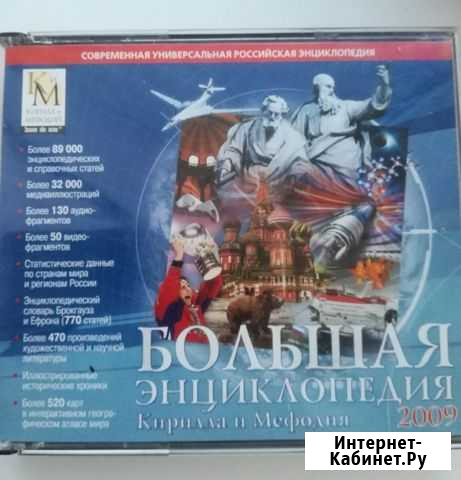 СОВРЕМЕННАЯ УНИВЕРСАЛЬНАЯ РОССИЙСКАЯ ЭНЦИКЛОПЕДИЯ
КМ
КИРИЛЛ и МЕФОДИЙ
• Более 89 000
энциклопедических
и справочных статей
• Более 32 000
медиаиллюстраций
• Более 130 аудио-
фрагментов
• Более 50 видео-
фрагментов
• Статистические данные
по странам мира
и регионам России
• Энциклопедический
словарь Брокгауза
и Ефрона (770 статей)
• Более 470 произведений
художественной и научной
литературы
• Иллюстрированные
исторические хроники
• Более 520 карт
в интерактивном геогра-
фическом атласе мира
БОЛЬШАЯ
ЭНЦИКЛОПЕДИЯ
Кирилла и Мефодия
2009
Интернет-
Кабинет.Ру